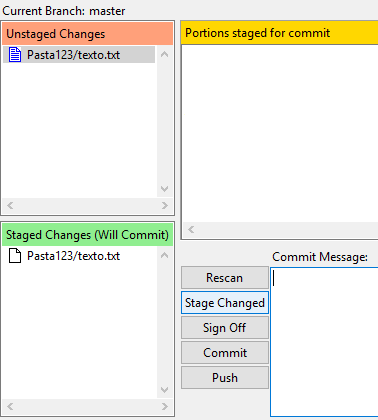 Current Branch: master
Unstaged Changes
Pasta123/texto.txt
Portions staged for commit
Staged Changes (Will Commit)
Pasta123/texto.txt
Commit Message:
Rescan
Stage Changed
Sign Off
Commit
Push